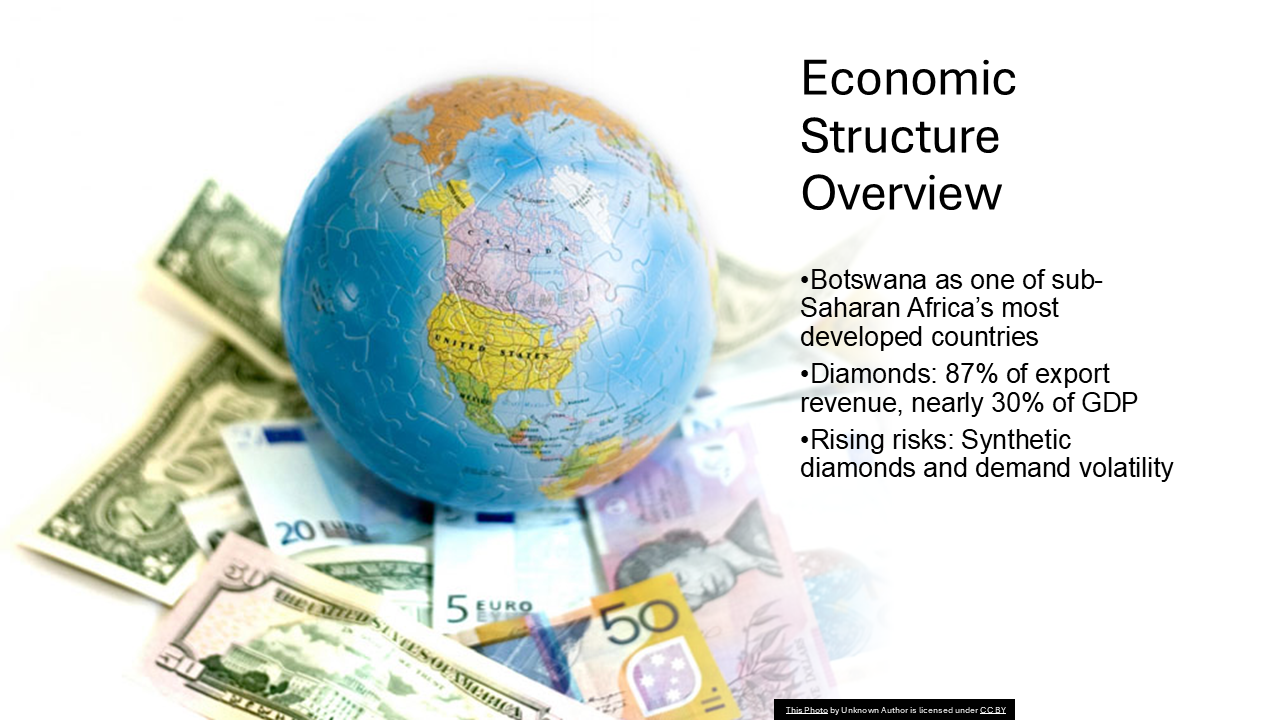 Economic
Structure
Overview
•Botswana as one of sub-
Saharan Africa’s most
developed countries
•Diamonds: 87% of export
revenue, nearly 30% of GDP
•Rising risks: Synthetic
diamonds and demand volatility
CANADA
UNITED STATES
MEXICO
20 EURO
5 EURO
50
50
THE UNITED STATES OF AMERICA
50
This Photo by Unknown Author is licensed under CC BY